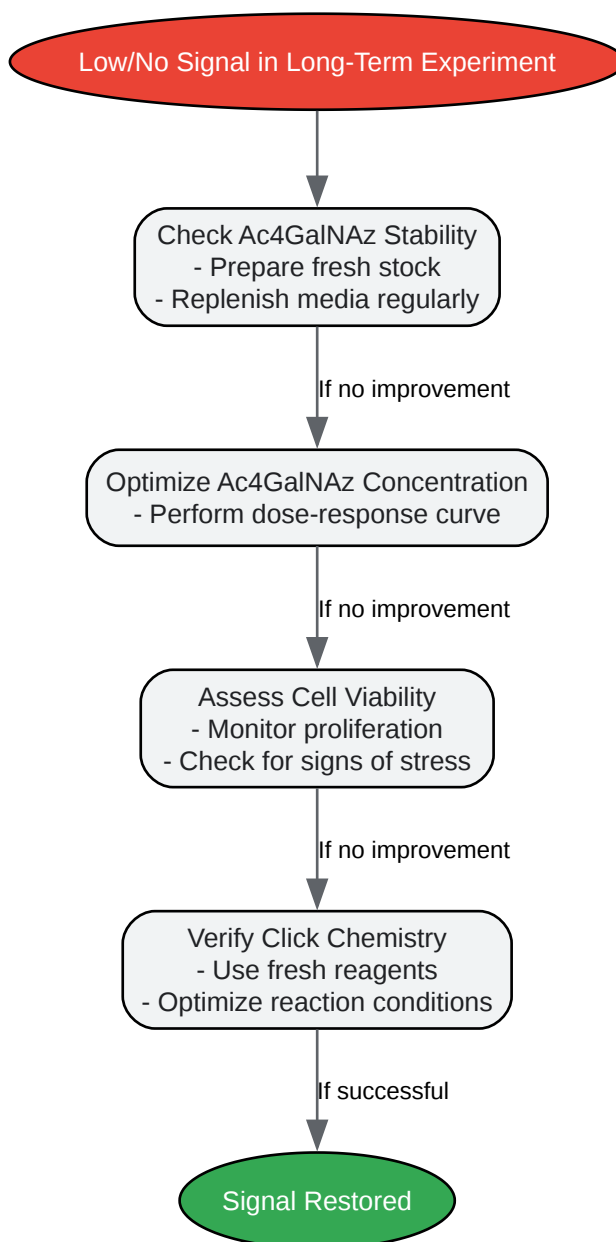 Low/No Signal in Long-Term Experiment
Check Ac4GalNAz Stability
- Prepare fresh stock
- Replenish media regularly
If no improvement
Optimize Ac4GalNAz Concentration
- Perform dose-response curve
If no improvement
Assess Cell Viability
- Monitor proliferation
- Check for signs of stress
If no improvement
Verify Click Chemistry
- Use fresh reagents
- Optimize reaction conditions
If successful
Signal Restored